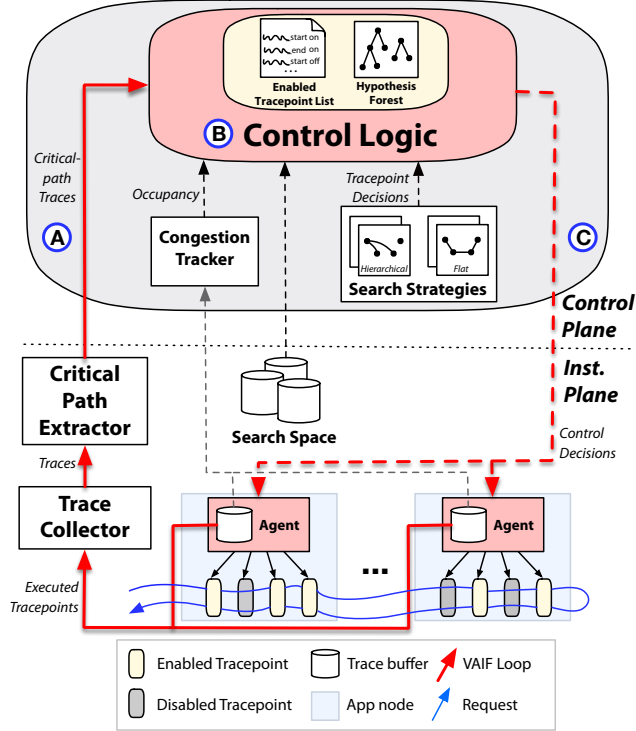 start on
end on
start off
...
Enabled
Tracepoint List
Hypothesis
Forest
B
Control Logic
Critical-
path
Traces
Occupancy
Tracepoint
Decisions
A
C
Congestion
Tracker
Hierarchical
Flat
Search Strategies
Control
Plane
Inst.
Plane
Critical
Path
Extractor
Search Space
Control
Decisions
Traces
Trace
Collector
Agent
Agent
...
Executed
Tracepoints
Enabled Tracepoint
Trace buffer
VAIF Loop
Disabled Tracepoint
App node
Request